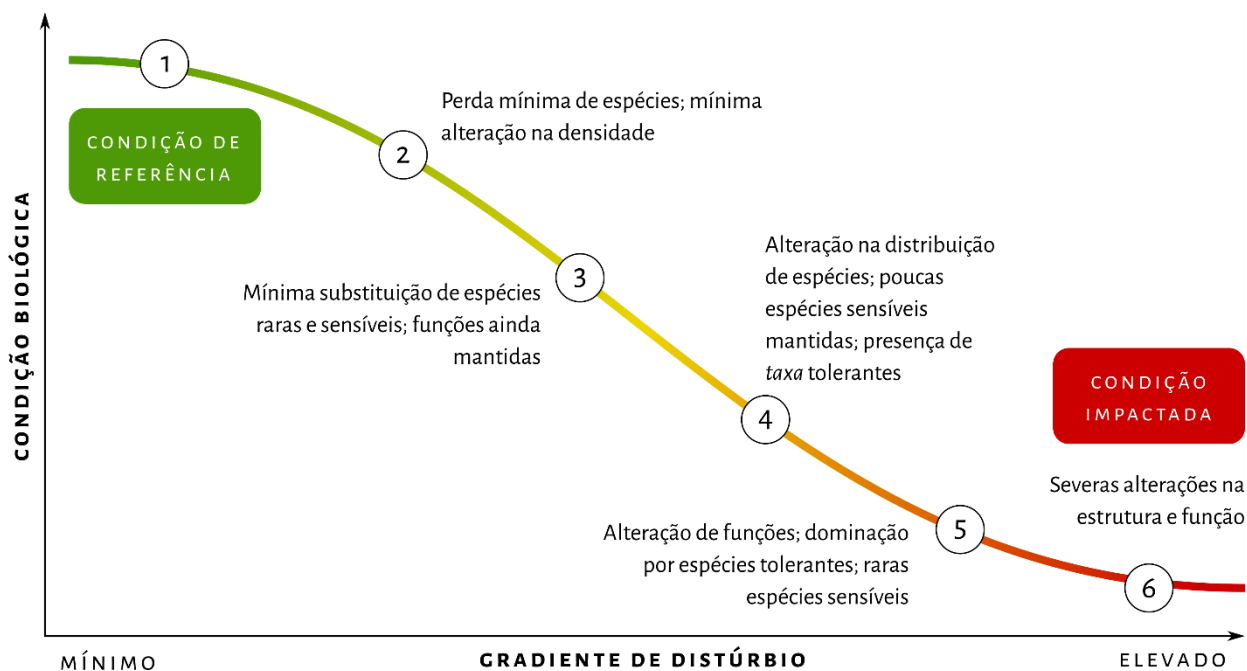 1
CONDIÇÃO DE
REFERÊNCIA
2
Perda mínima de espécies; mínima
alteração na densidade
3
Mínima substituição de espécies
raras e sensíveis; funções ainda
mantidas
4
Alteração na distribuição
de espécies; poucas
espécies sensíveis
mantidas; presença de
taxa tolerantes
5
Alteração de funções; dominação
por espécies tolerantes; raras
espécies sensíveis
CONDIÇÃO
IMPACTADA
6
Severas alterações na
estrutura e função
CONDIÇÃO BIOLÓGICA
MÍNIMO
GRADIENTE DE DISTÚRBIO
ELEVADO